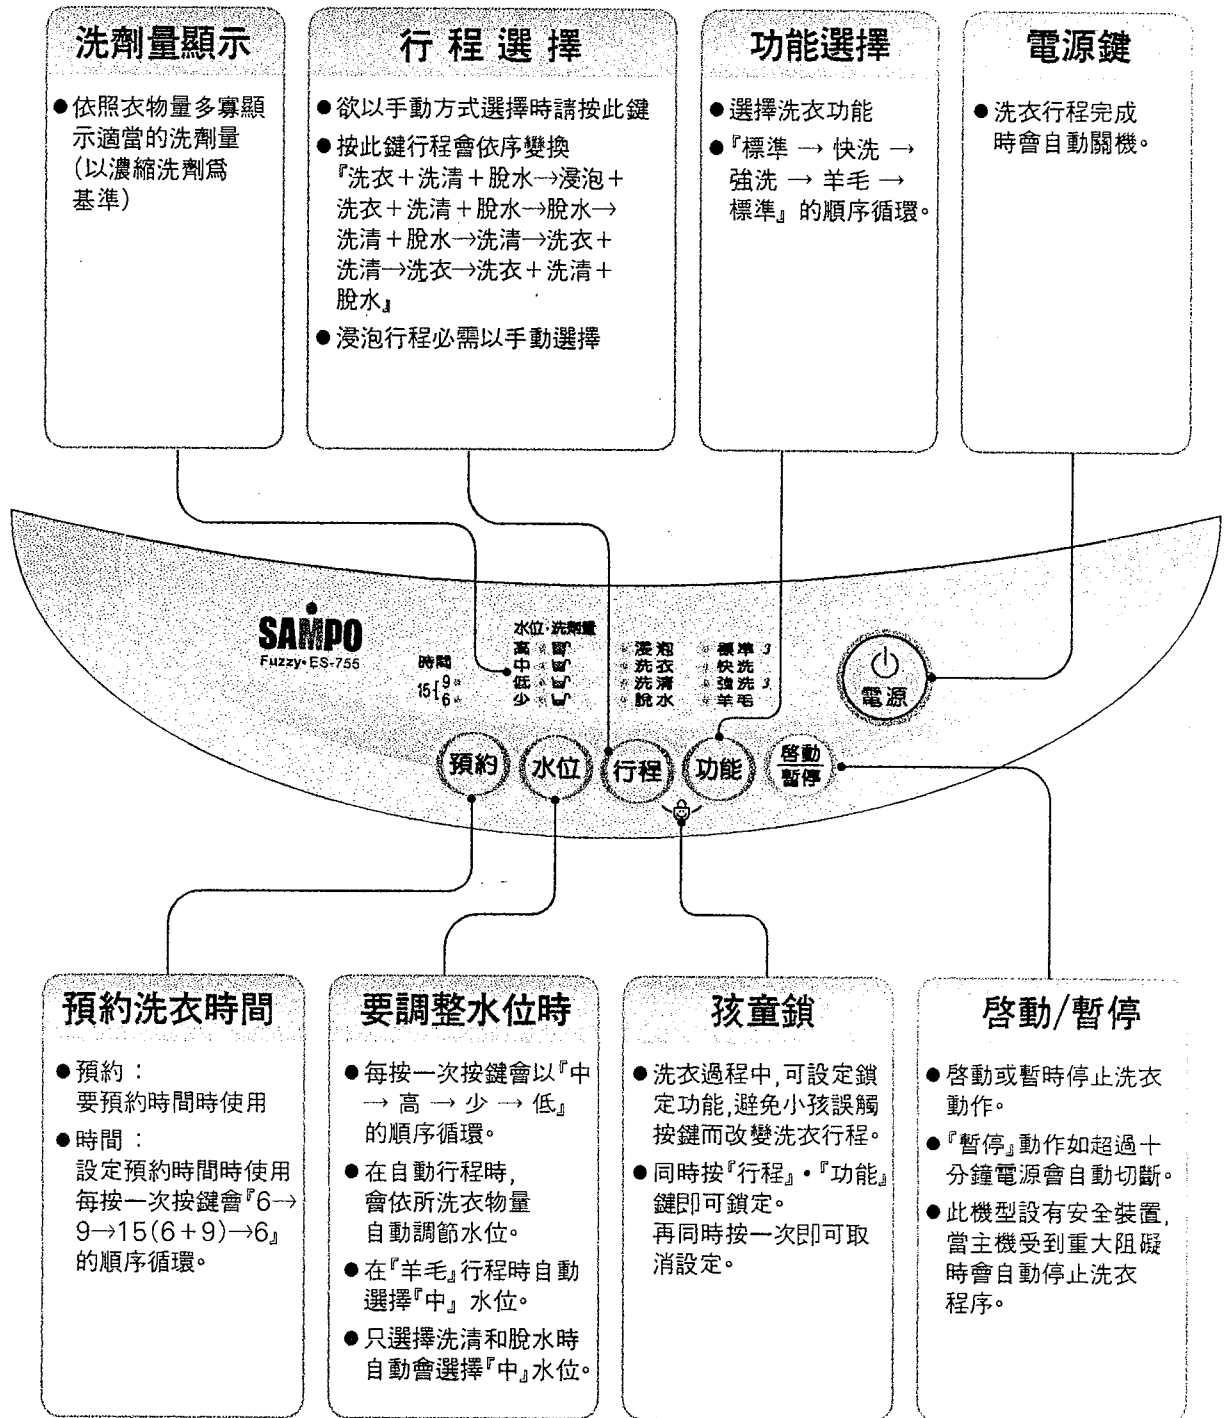 洗劑量顯示
●依照衣物量多寡顯
示適當的洗劑量
(以濃縮洗劑爲
基準)
行程選擇
●欲以手動方式選擇時請按此鍵
●按此鍵行程會依序變換
『洗衣+洗清+脫水→浸泡+
洗衣+洗清+脫水→脫水→
洗清+脫水→洗清→洗衣+
洗清→洗衣→洗衣+洗清+
脫水』
●浸泡行程必需以手動選擇
功能選擇
●選擇洗衣功能
●『標準 → 快洗 →
強洗 → 羊毛 →
標準』的順序循環。
電源鍵
●洗衣行程完成
時會自動關機。
SAMPO
Fuzzy•ES-755
時間
15{9
6
水位·洗劑量
高
中
低
少
浸泡
洗衣
洗清
脫水
標準 3
快洗
強洗 3
羊毛
電源
預約
水位
行程
功能
啓動
暫停
預約洗衣時間
●預約：
要預約時間時使用
●時間：
設定預約時間時使用
每按一次按鍵會『6→
9→15(6+9)→6』
的順序循環。
要調整水位時
●每按一次按鍵會以『中
→ 高 → 少 → 低』
的順序循環。
●在自動行程時,
會依所洗衣物量
自動調節水位。
●在『羊毛』行程時自動
選擇『中』水位。
●只選擇洗清和脫水時
自動會選擇『中』水位。
孩童鎖
●洗衣過程中,可設定鎖
定功能,避免小孩誤觸
按鍵而改變洗衣行程。
●同時按『行程』•『功能』
鍵即可鎖定。
再同時按一次即可取
消設定。
啓動/暫停
●啓動或暫時停止洗衣
動作。
●『暫停』動作如超過十
分鐘電源會自動切斷。
●此機型設有安全裝置,
當主機受到重大阻礙
時會自動停止洗衣
程序。